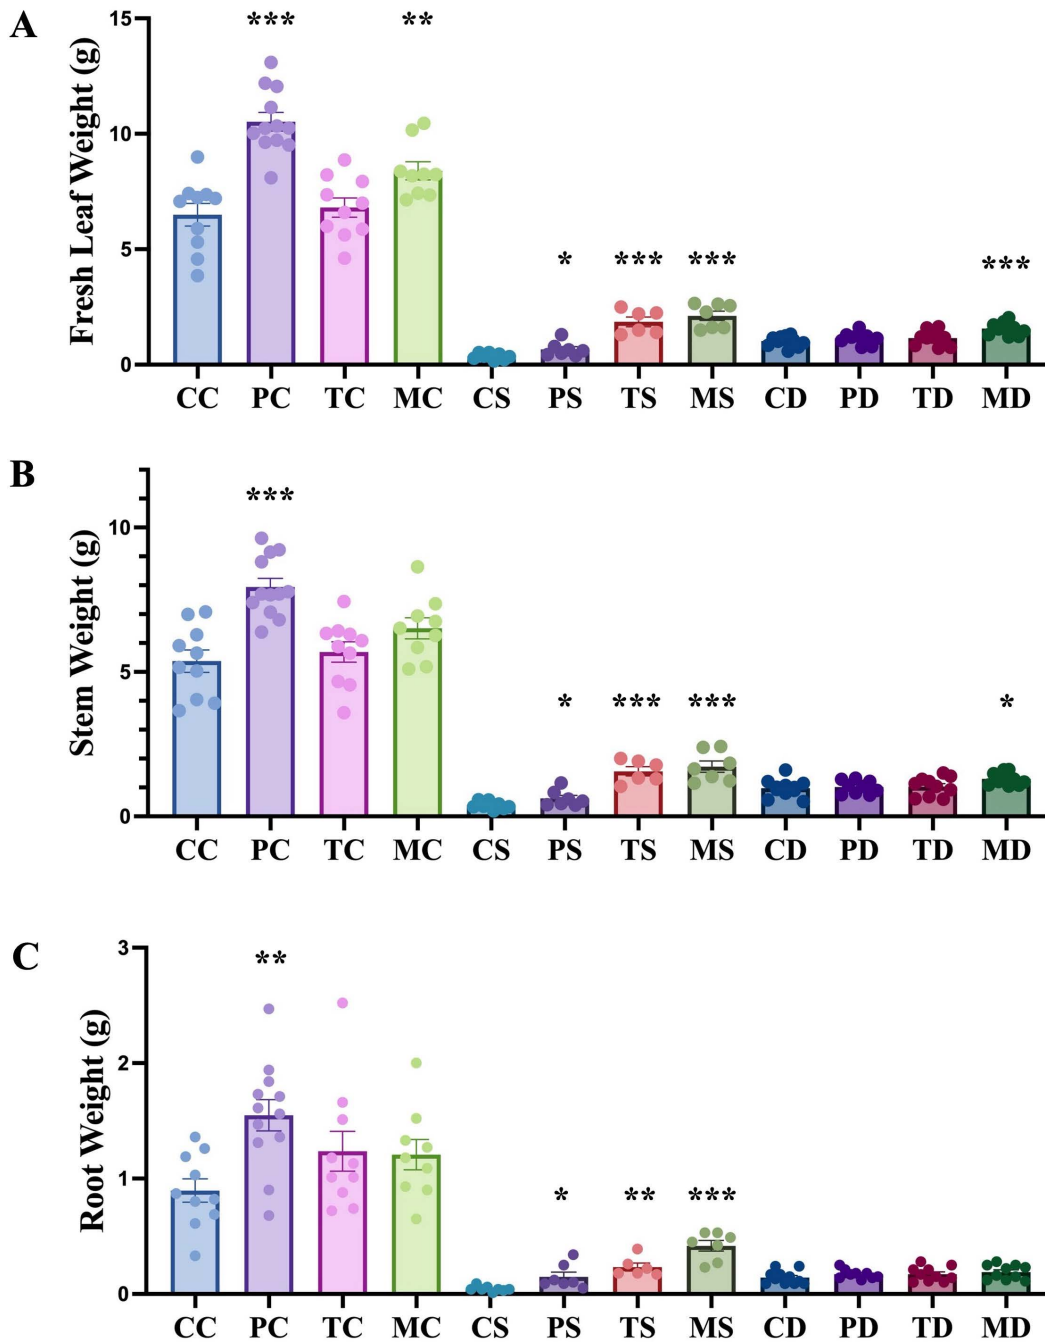 A
Fresh Leaf Weight (g)
15
10
5
0
*** ** * *** *** ***
CC PC TC MC CS PS TS MS CD PD TD MD
B
Stem Weight (g)
10
5
0
*** * *** *** *
CC PC TC MC CS PS TS MS CD PD TD MD
C
Root Weight (g)
3
2
1
0
** * ** ***
CC PC TC MC CS PS TS MS CD PD TD MD